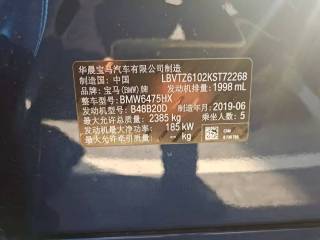 华晨宝马汽车有限公司制造
制造国：中国 LBVTZ6102KST72268
品牌：宝马(BMW)牌 发动机排量：1998 mL
整车型号：BMW6475HX
发动机型号：B48B20D 制造年月：2019-06
最大允许总质量：2385 kg 乘坐人数：5
发动机最大净功率：185 kW
最大允许牵引质量：-- kg